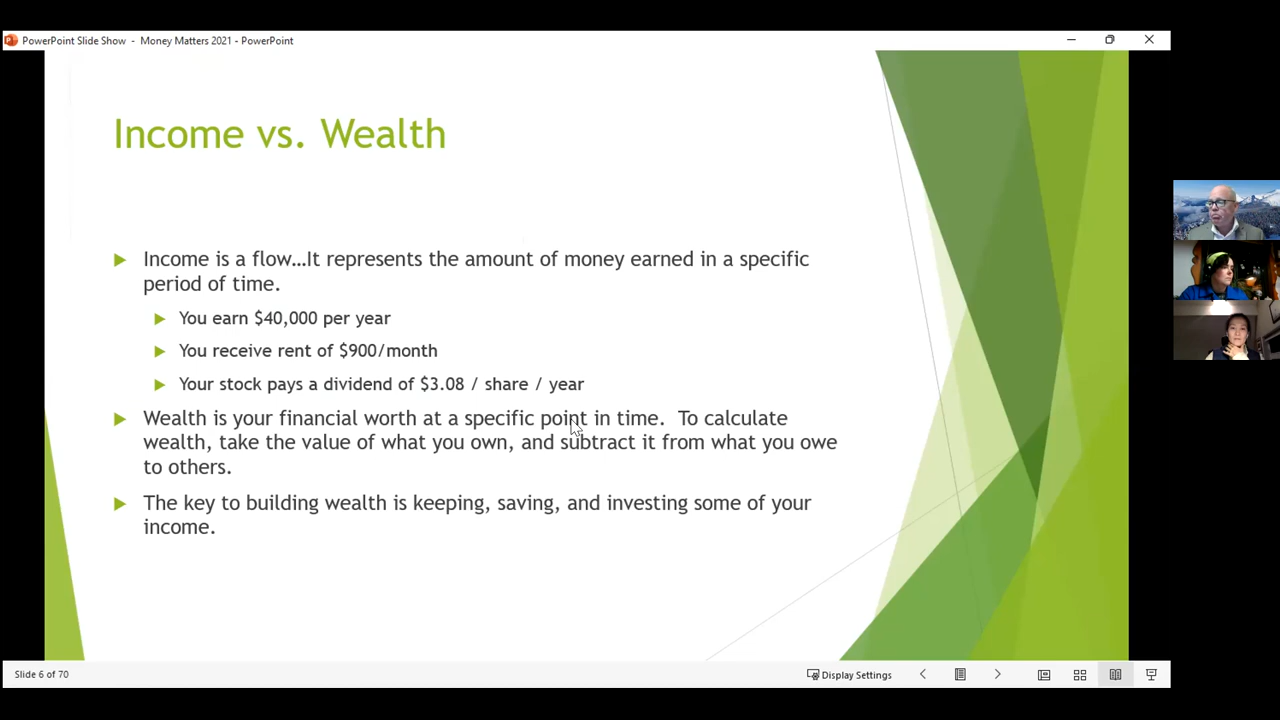 PowerPoint Slide Show - Money Matters 2021 - PowerPoint
Income vs. Wealth
Income is a flow…It represents the amount of money earned in a specific
period of time.
You earn $40,000 per year
You receive rent of $900/month
Your stock pays a dividend of $3.08 / share / year
Wealth is your financial worth at a specific point in time.  To calculate
wealth, take the value of what you own, and subtract it from what you owe
to others.
The key to building wealth is keeping, saving, and investing some of your
income.
Slide 6 of 70
Display Settings